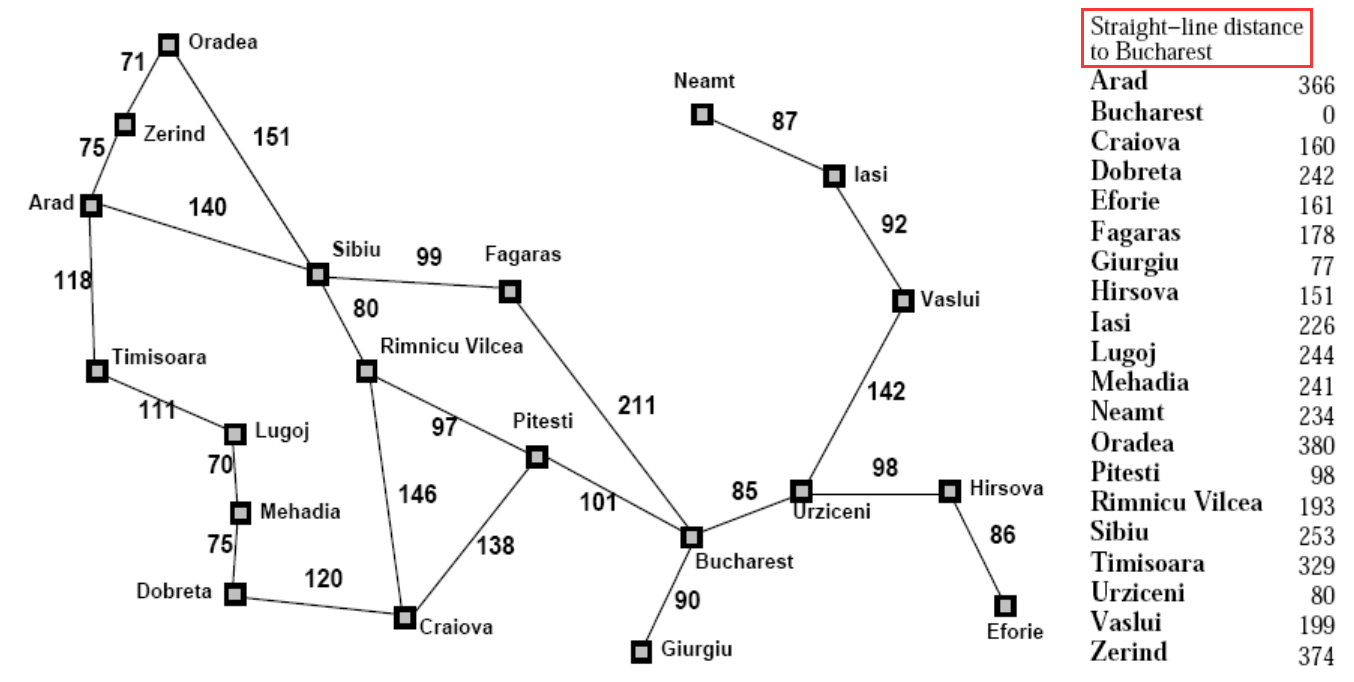 Oradea
71
Neamt
87
Zerind
151
75
Iasi
Arad
140
92
Sibiu
99
Fagaras
118
80
Vaslui
Rimnicu Vilcea
Timisoara
142
111
211
Pitesti
97
Lugoj
70
98
146
85
Hirsova
101
Urziceni
Mehadia
86
75
138
Bucharest
120
Dobreta
90
Craiova
Eforie
Giurgiu
Straight-line distance
to Bucharest
Arad 366
Bucharest 0
Craiova 160
Dobreta 242
Eforie 161
Fagaras 178
Giurgiu 77
Hirsova 151
Iasi 226
Lugoj 244
Mehadia 241
Neamt 234
Oradea 380
Pitesti 98
Rimnicu Vilcea 193
Sibiu 253
Timisoara 329
Urziceni 80
Vaslui 199
Zerind 374